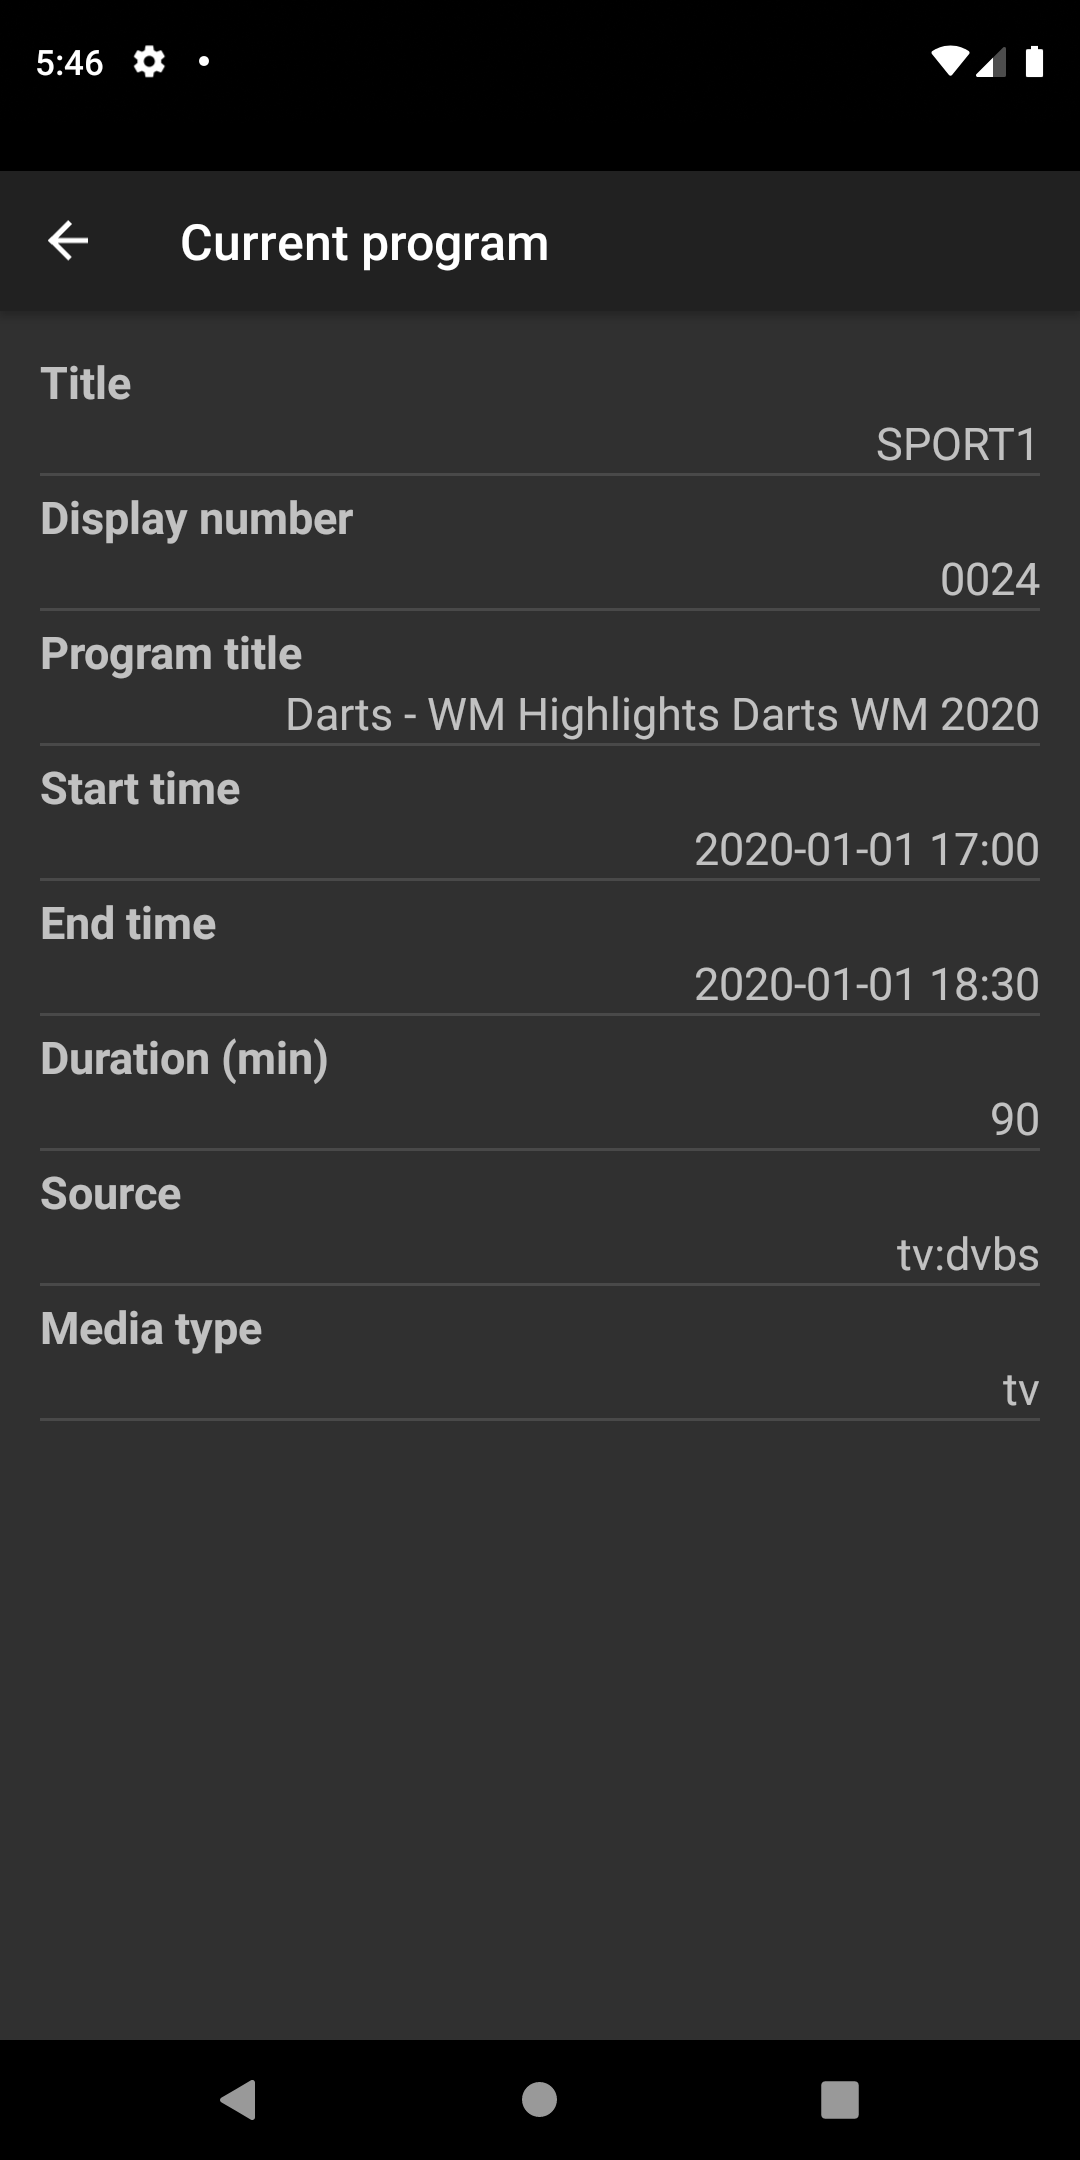 5:46
Current program
Title
SPORT1
Display number
0024
Program title
Darts - WM Highlights Darts WM 2020
Start time
2020-01-01 17:00
End time
2020-01-01 18:30
Duration (min)
90
Source
tv:dvbs
Media type
tv